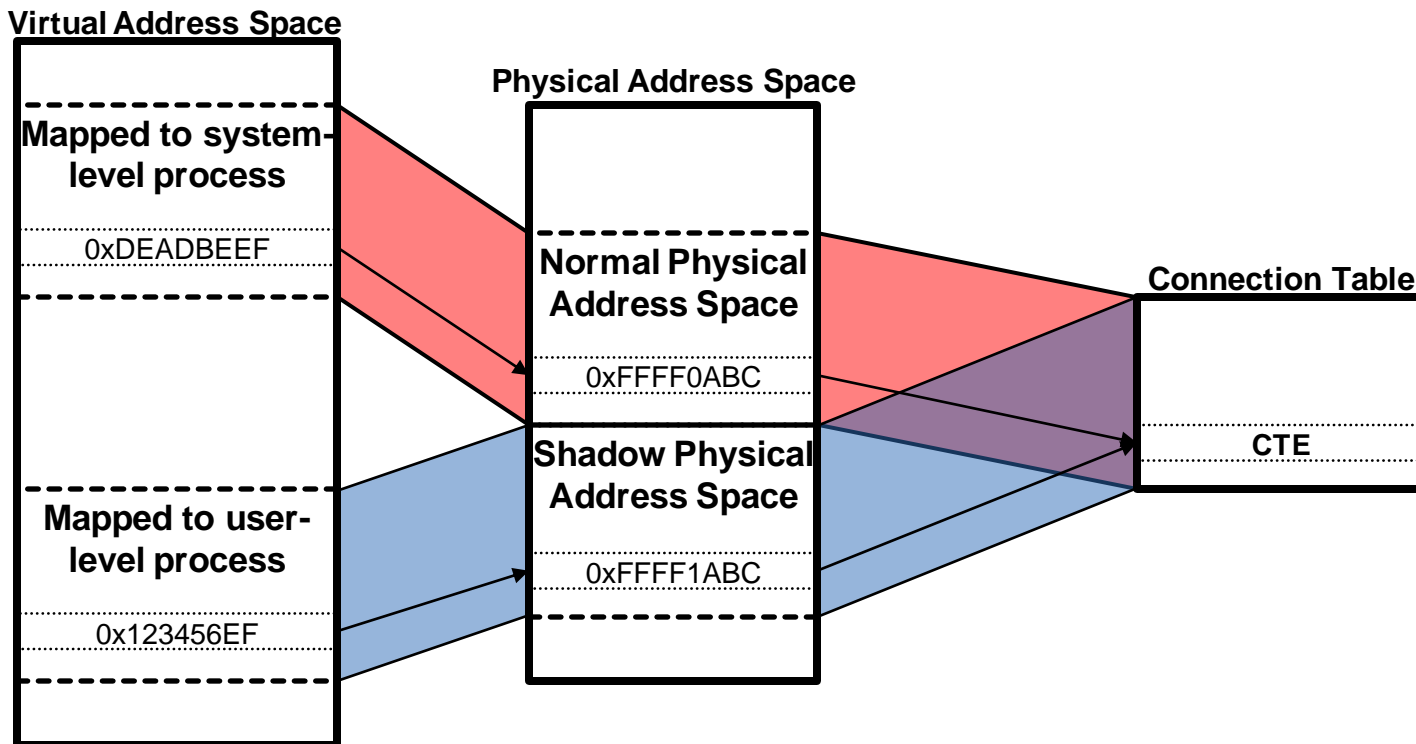 Virtual Address Space
Mapped to system-
level process
0xDEADBEEF
Mapped to user-
level process
0x123456EF
Physical Address Space
Normal Physical
Address Space
0xFFFF0ABC
Shadow Physical
Address Space
0xFFFF1ABC
Connection Table
CTE